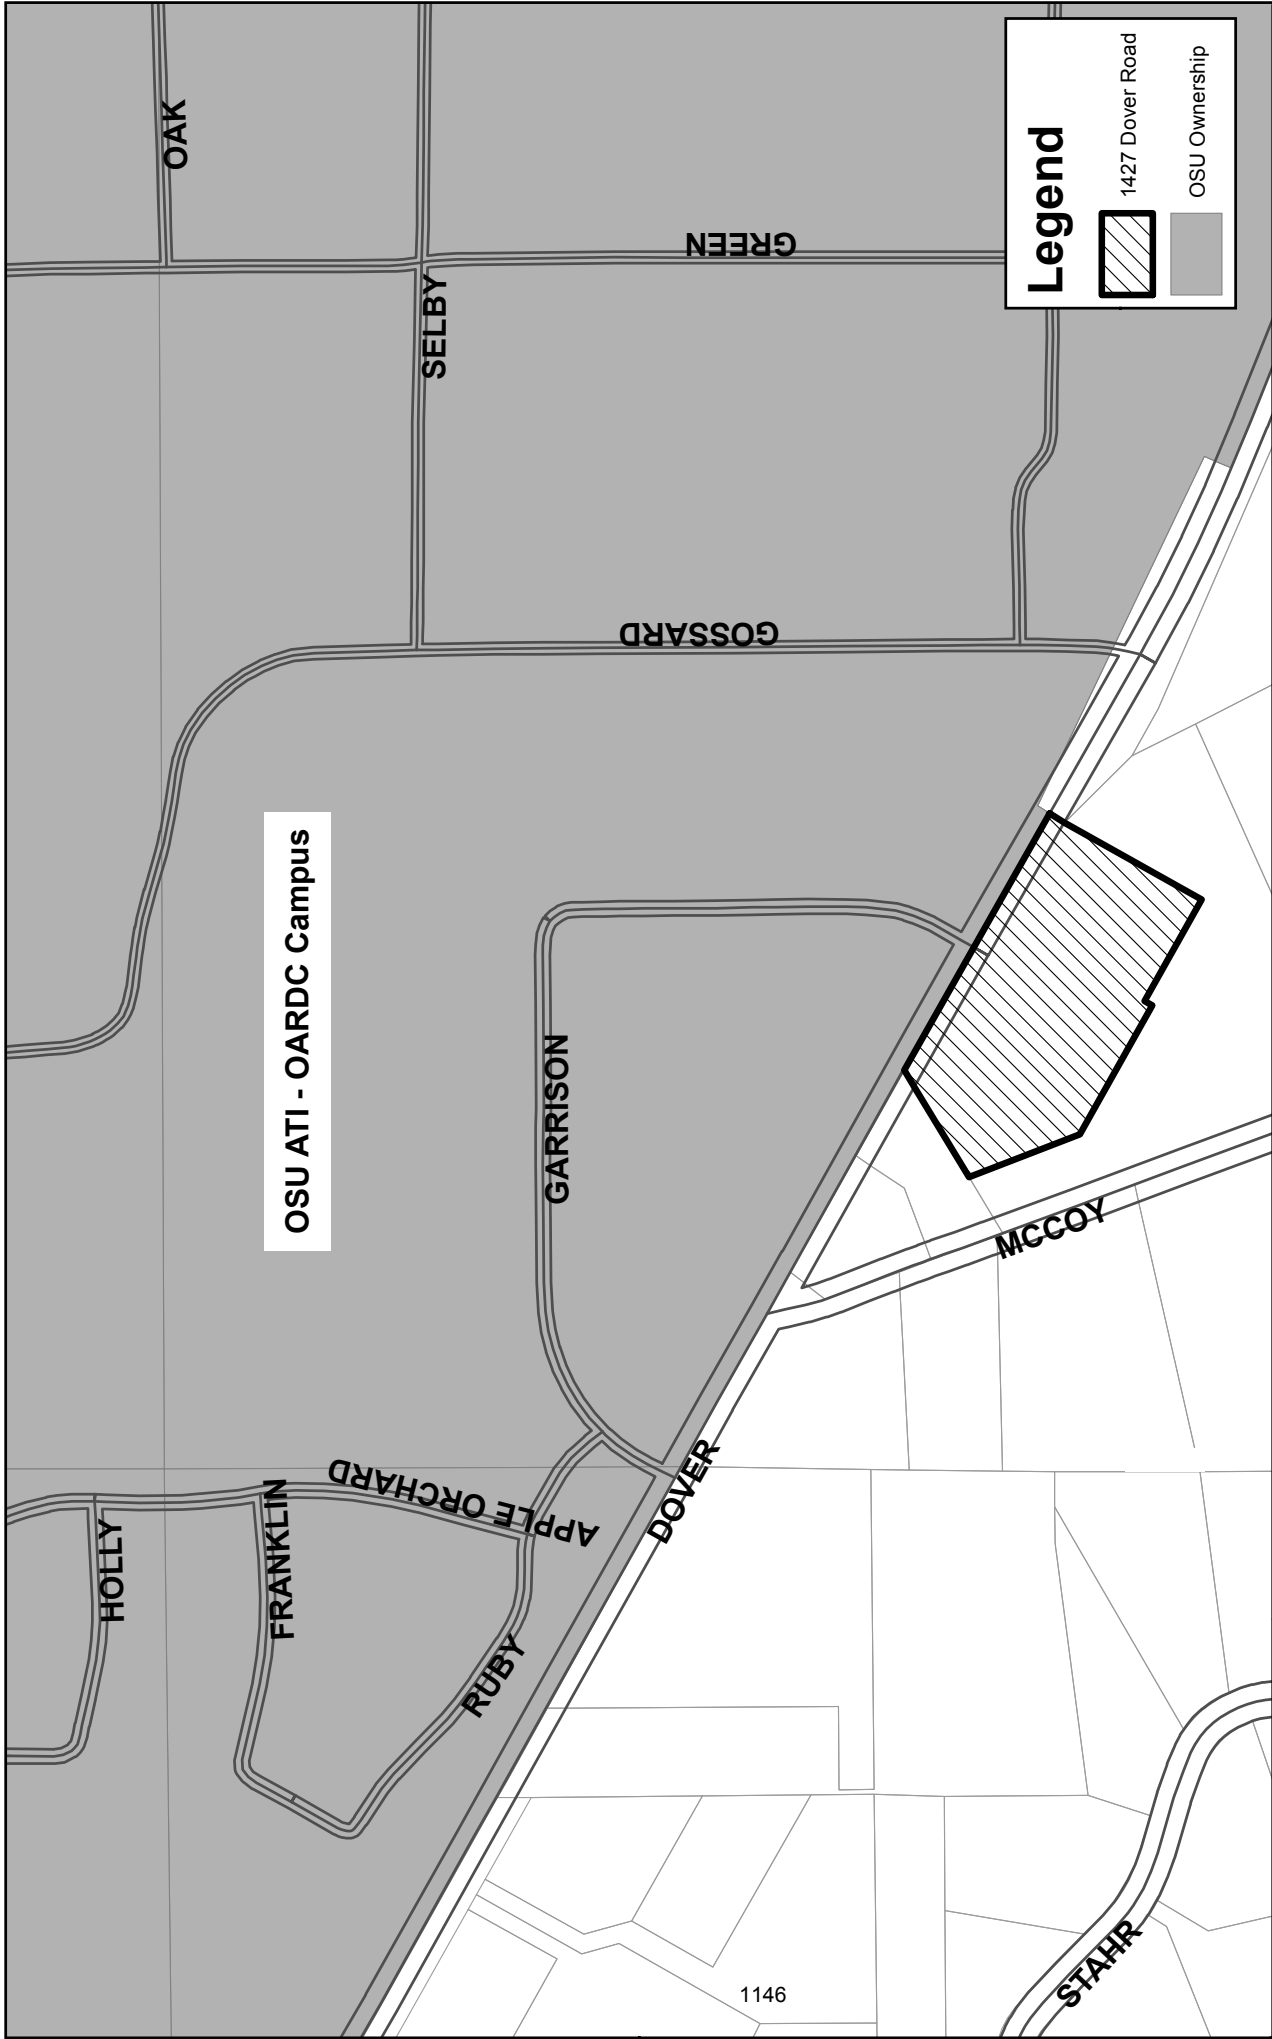 OAK
SELBY
GREEN
GOSSARD
OSU ATI - OARDC Campus
GARRISON
APPLE ORCHARD
HOLLY
FRANKLIN
RUBY
DOVER
MCCOY
STAHR
1146
Legend
1427 Dover Road
OSU Ownership